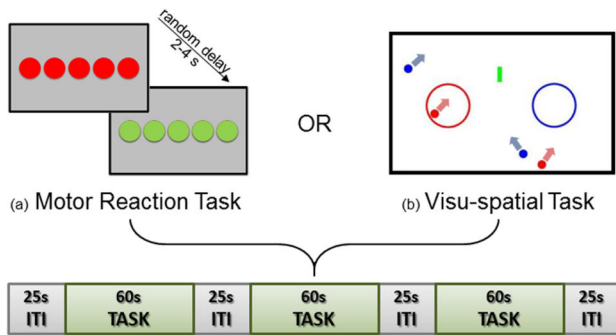 random delay
2-4 s
OR
(a) Motor Reaction Task
(b) Visu-spatial Task
25s 60s 25s 60s 25s 60s 25s
ITI TASK ITI TASK ITI TASK ITI